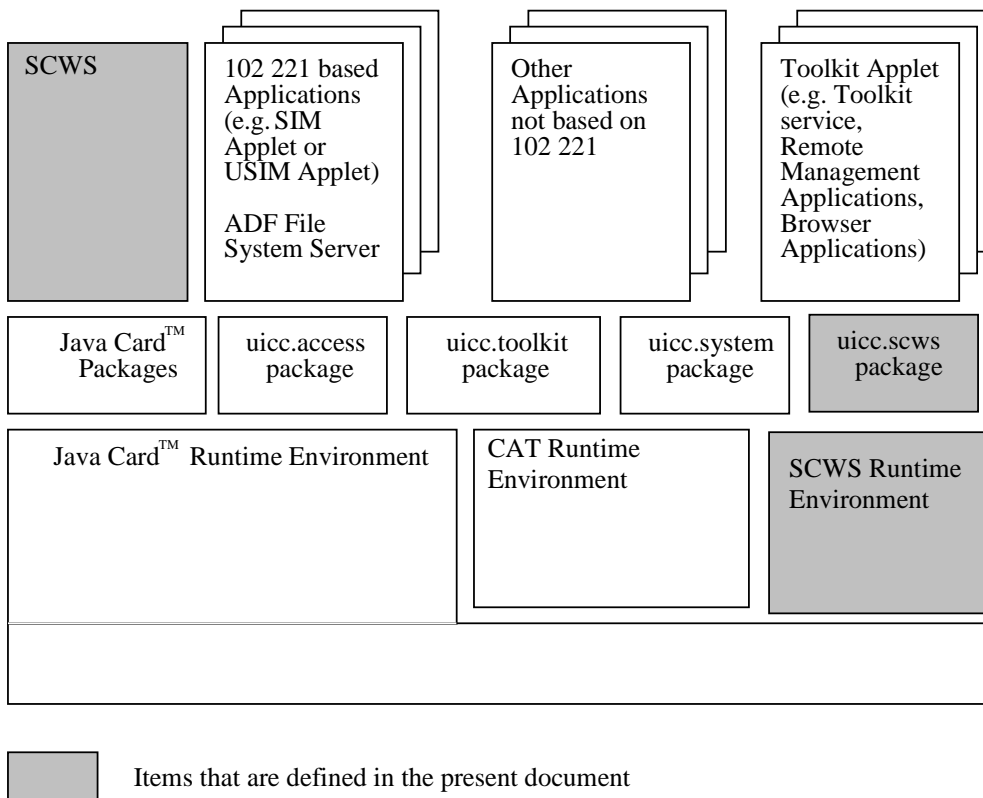 SCWS
102 221 based
Applications
(e.g. SIM
Applet or
USIM Applet)
ADF File
System Server
Other
Applications
not based on
102 221
Toolkit Applet
(e.g. Toolkit
service,
Remote
Management
Applications,
Browser
Applications)
Java Card™
Packages
uicc.access
package
uicc.toolkit
package
uicc.system
package
uicc.scws
package
Java Card™ Runtime Environment
CAT Runtime
Environment
SCWS Runtime
Environment
Items that are defined in the present document